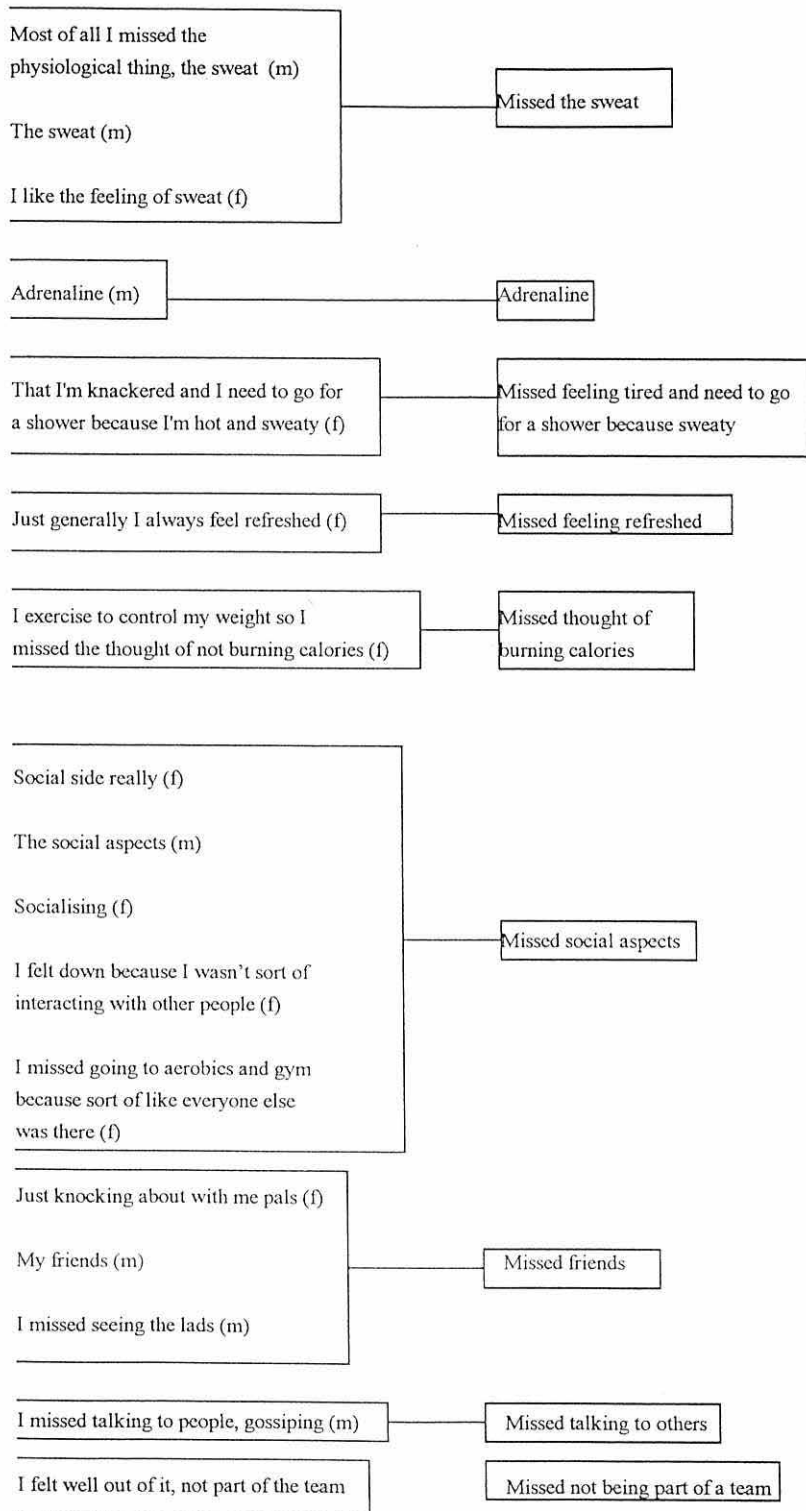 Most of all I missed the
physiological thing, the sweat (m)
The sweat (m)
I like the feeling of sweat (f)
Missed the sweat
Adrenaline (m)
Adrenaline
That I'm knackered and I need to go for
a shower because I'm hot and sweaty (f)
Missed feeling tired and need to go
for a shower because sweaty
Just generally I always feel refreshed (f)
Missed feeling refreshed
I exercise to control my weight so I
missed the thought of not burning calories (f)
Missed thought of
burning calories
Social side really (f)
The social aspects (m)
Socialising (f)
I felt down because I wasn't sort of
interacting with other people (f)
I missed going to aerobics and gym
because sort of like everyone else
was there (f)
Missed social aspects
Just knocking about with me pals (f)
My friends (m)
I missed seeing the lads (m)
Missed friends
I missed talking to people, gossiping (m)
Missed talking to others
I felt well out of it, not part of the team
Missed not being part of a team